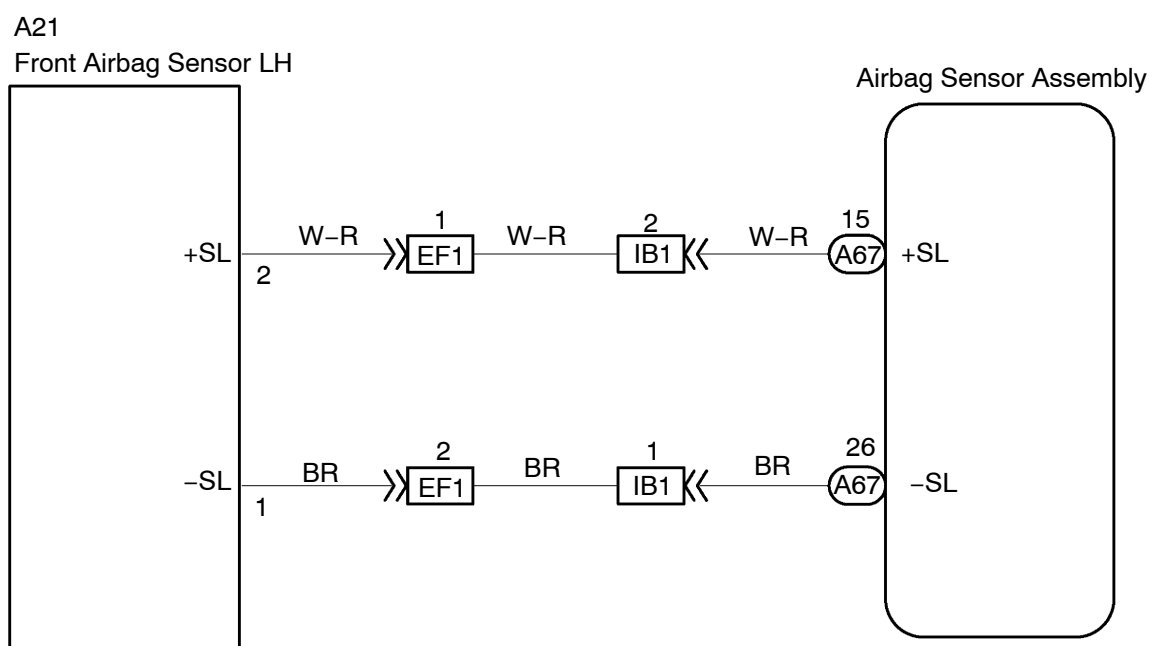 A21
Front Airbag Sensor LH
Airbag Sensor Assembly
+SL 2 W−R 1 EF1 W−R 2 IB1 W−R 15 A67 +SL
−SL 1 BR 2 EF1 BR 1 IB1 BR 26 A67 −SL